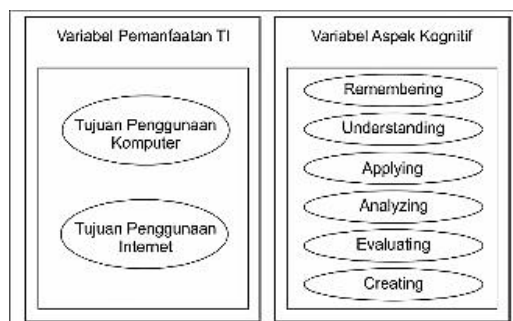 Variabel Pemanfaatan TI
Tujuan Penggunaan
Komputer
Tujuan Penggunaan
Internet
Variabel Aspek Kognitif
Remembering
Understanding
Applying
Analyzing
Evaluating
Creating